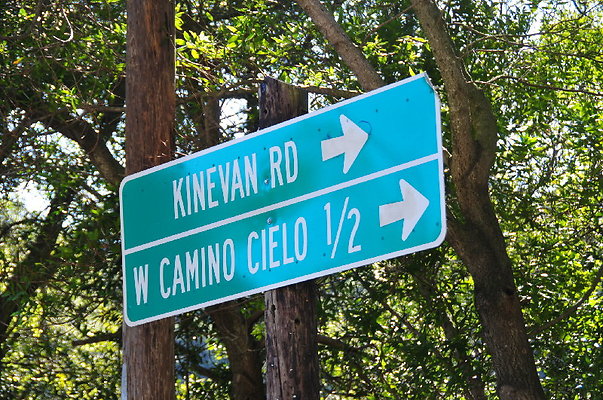 KINEVAN RD
W CAMINO CIELO 1/2